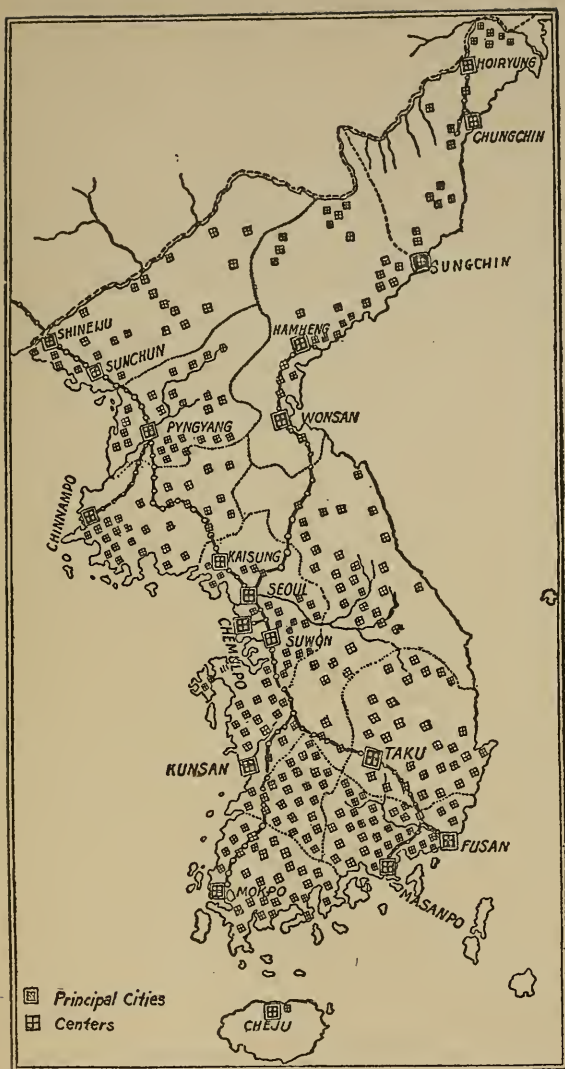 HOIRYUNG
CHUNGCHIN
SUNGCHIN
HAMHENG
SHINEIJU
SUNCHUN
WONSAN
PYNGYANG
CHINNAMPO
KAISUNG
SEOUL
CHEMULPO
SUWON
KUNSAN
TAKU
FUSAN
MASANPO
MOKPO
CHEJU
Principal Cities
Centers